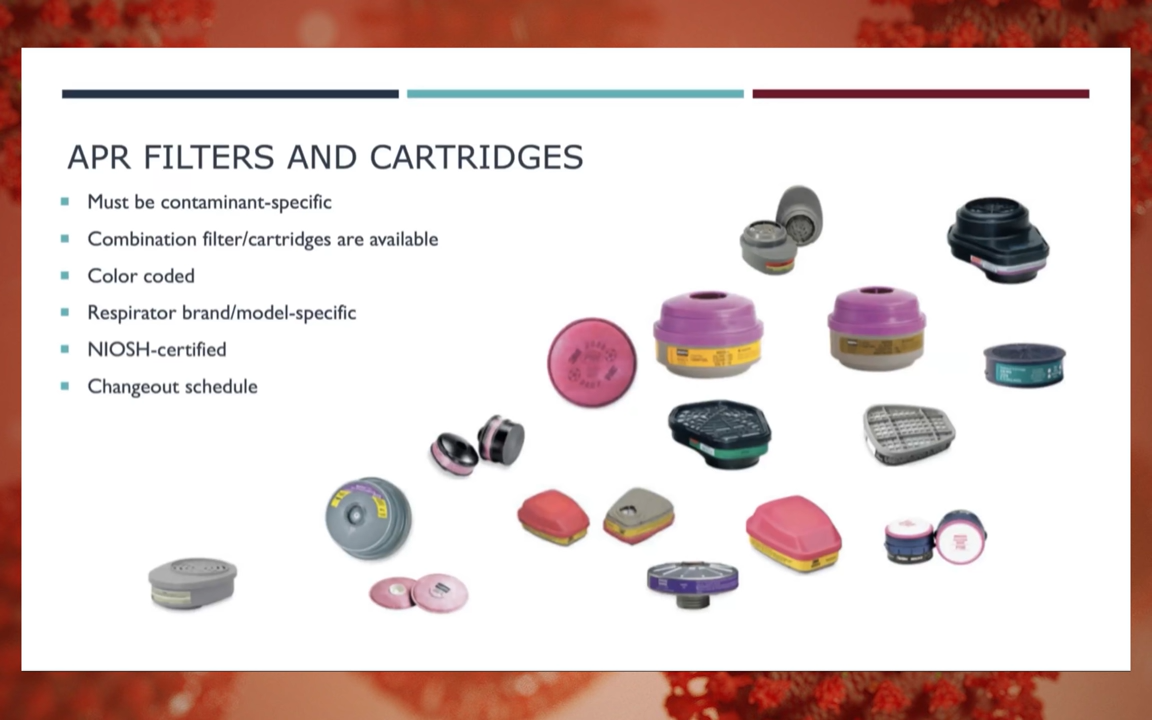 APR FILTERS AND CARTRIDGES
Must be contaminant-specific
Combination filter/cartridges are available
Color coded
Respirator brand/model-specific
NIOSH-certified
Changeout schedule